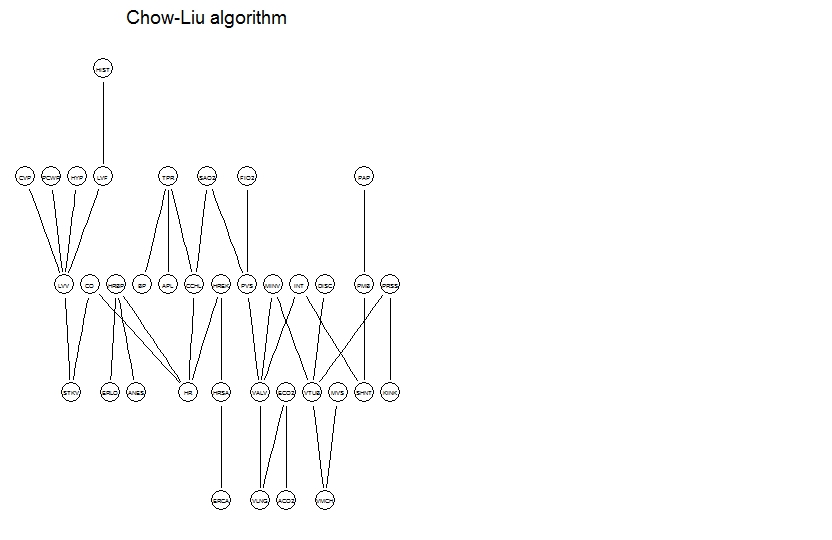 Chow-Liu algorithm
HIST
CVP PCWP HYP LVF TPR SAO2 FIO2 PAP
LVV CO HRBP BP APL CCHL HREK PVS MINV INT DISC PMB PRSS
STKV ERLO ANES HR HRSA VALV ECO2 VTUB MVS SHNT KINK
ERCA VLNG ACO2 VMCH